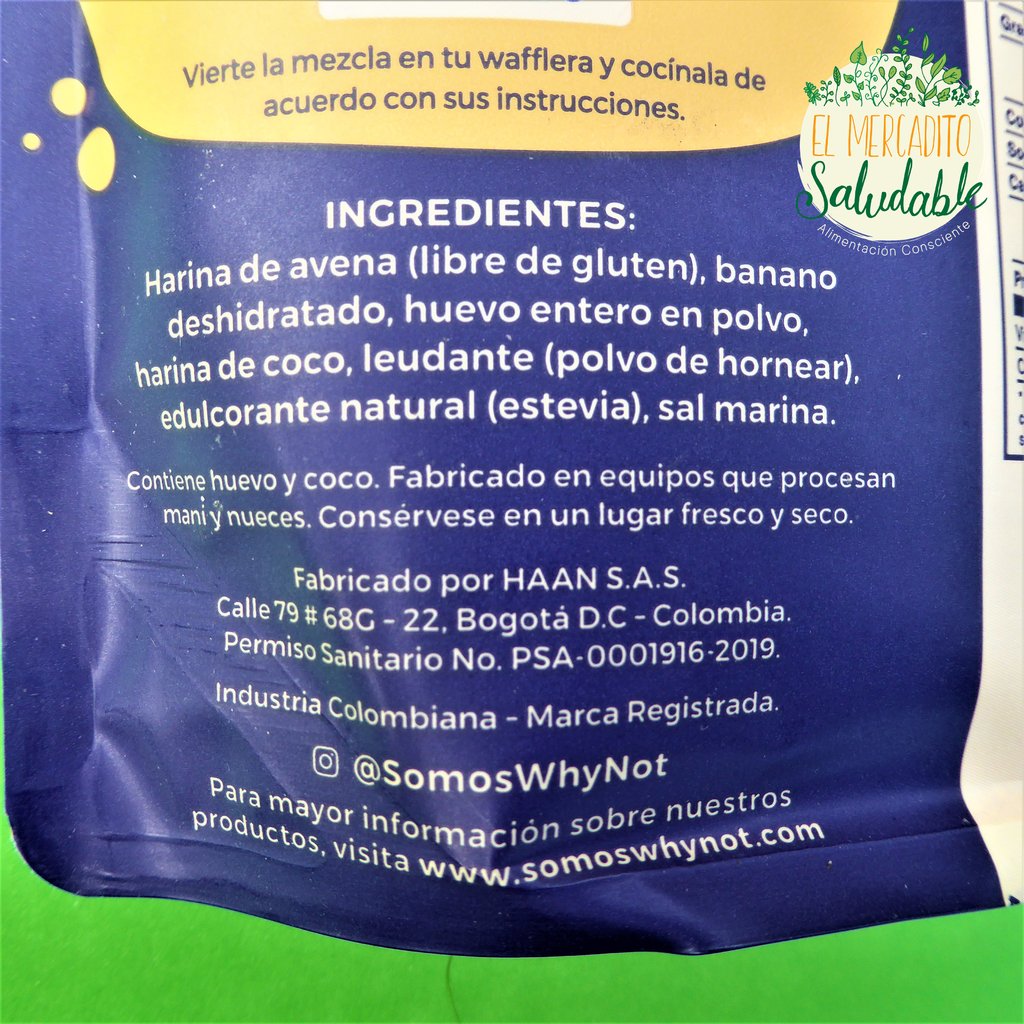 Vierte la mezcla en tu wafflera y cocínala de
acuerdo con sus instrucciones.
EL MERCADITO
Saludable
Alimentación Consciente
INGREDIENTES:
Harina de avena (libre de gluten), banano
deshidratado, huevo entero en polvo,
harina de coco, leudante (polvo de hornear),
edulcorante natural (estevia), sal marina.
Contiene huevo y coco. Fabricado en equipos que procesan
mani y nueces. Consérvese en un lugar fresco y seco.
Fabricado por HAAN S.A.S.
Calle 79 # 68G - 22, Bogotá D.C - Colombia.
Permiso Sanitario No. PSA-0001916-2019.
Industria Colombiana - Marca Registrada.
@SomosWhyNot
Para mayor información sobre nuestros
productos, visita www.somoswhynot.com